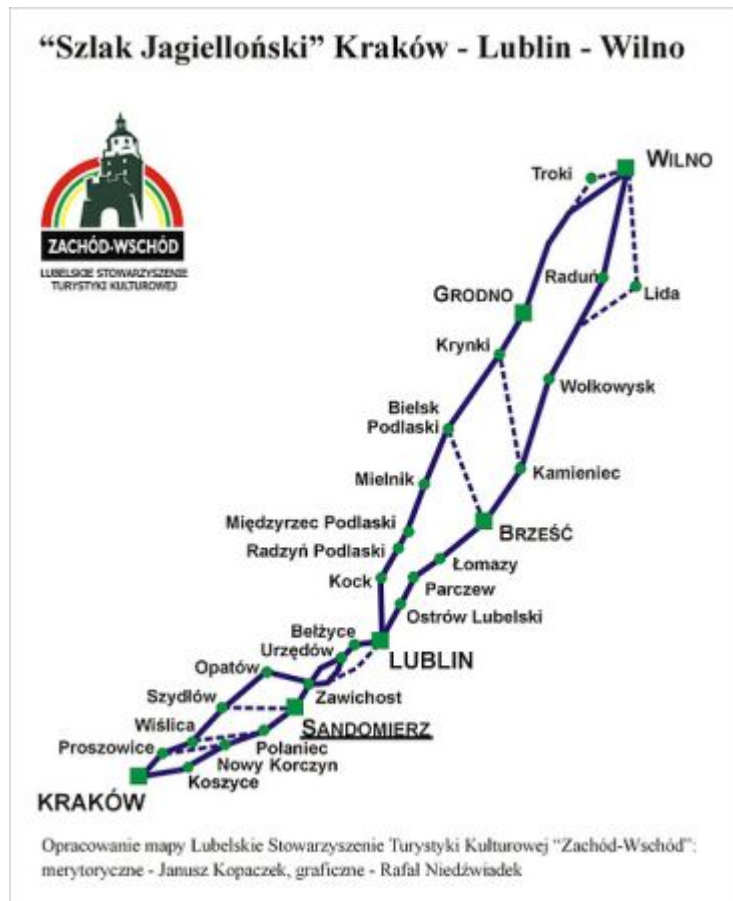 “Szlak Jagielloński” Kraków - Lublin - Wilno
ZACHÓD-WSCHÓD
LUBELSKIE STOWARZYSZENIE
TURYSTYKI KULTUROWEJ
WILNO
Troki
Raduń
Lida
GRODNO
Krynki
Wołkowysk
Bielsk
Podlaski
Kamieniec
Mielnik
Międzyrzec Podlaski
BRZEŚĆ
Radzyń Podlaski
Łomazy
Kock
Parczew
Ostrów Lubelski
Bełżyce
Urzędów
LUBLIN
Opatów
Zawichost
Szydłów
SANDOMIERZ
Wiślica
Połaniec
Proszowice
Nowy Korczyn
Koszyce
KRAKÓW
Opracowanie mapy Lubelskie Stowarzyszenie Turystyki Kulturowej “Zachód-Wschód”:
merytoryczne - Janusz Kopaczek, graficzne - Rafał Niedźwiadek